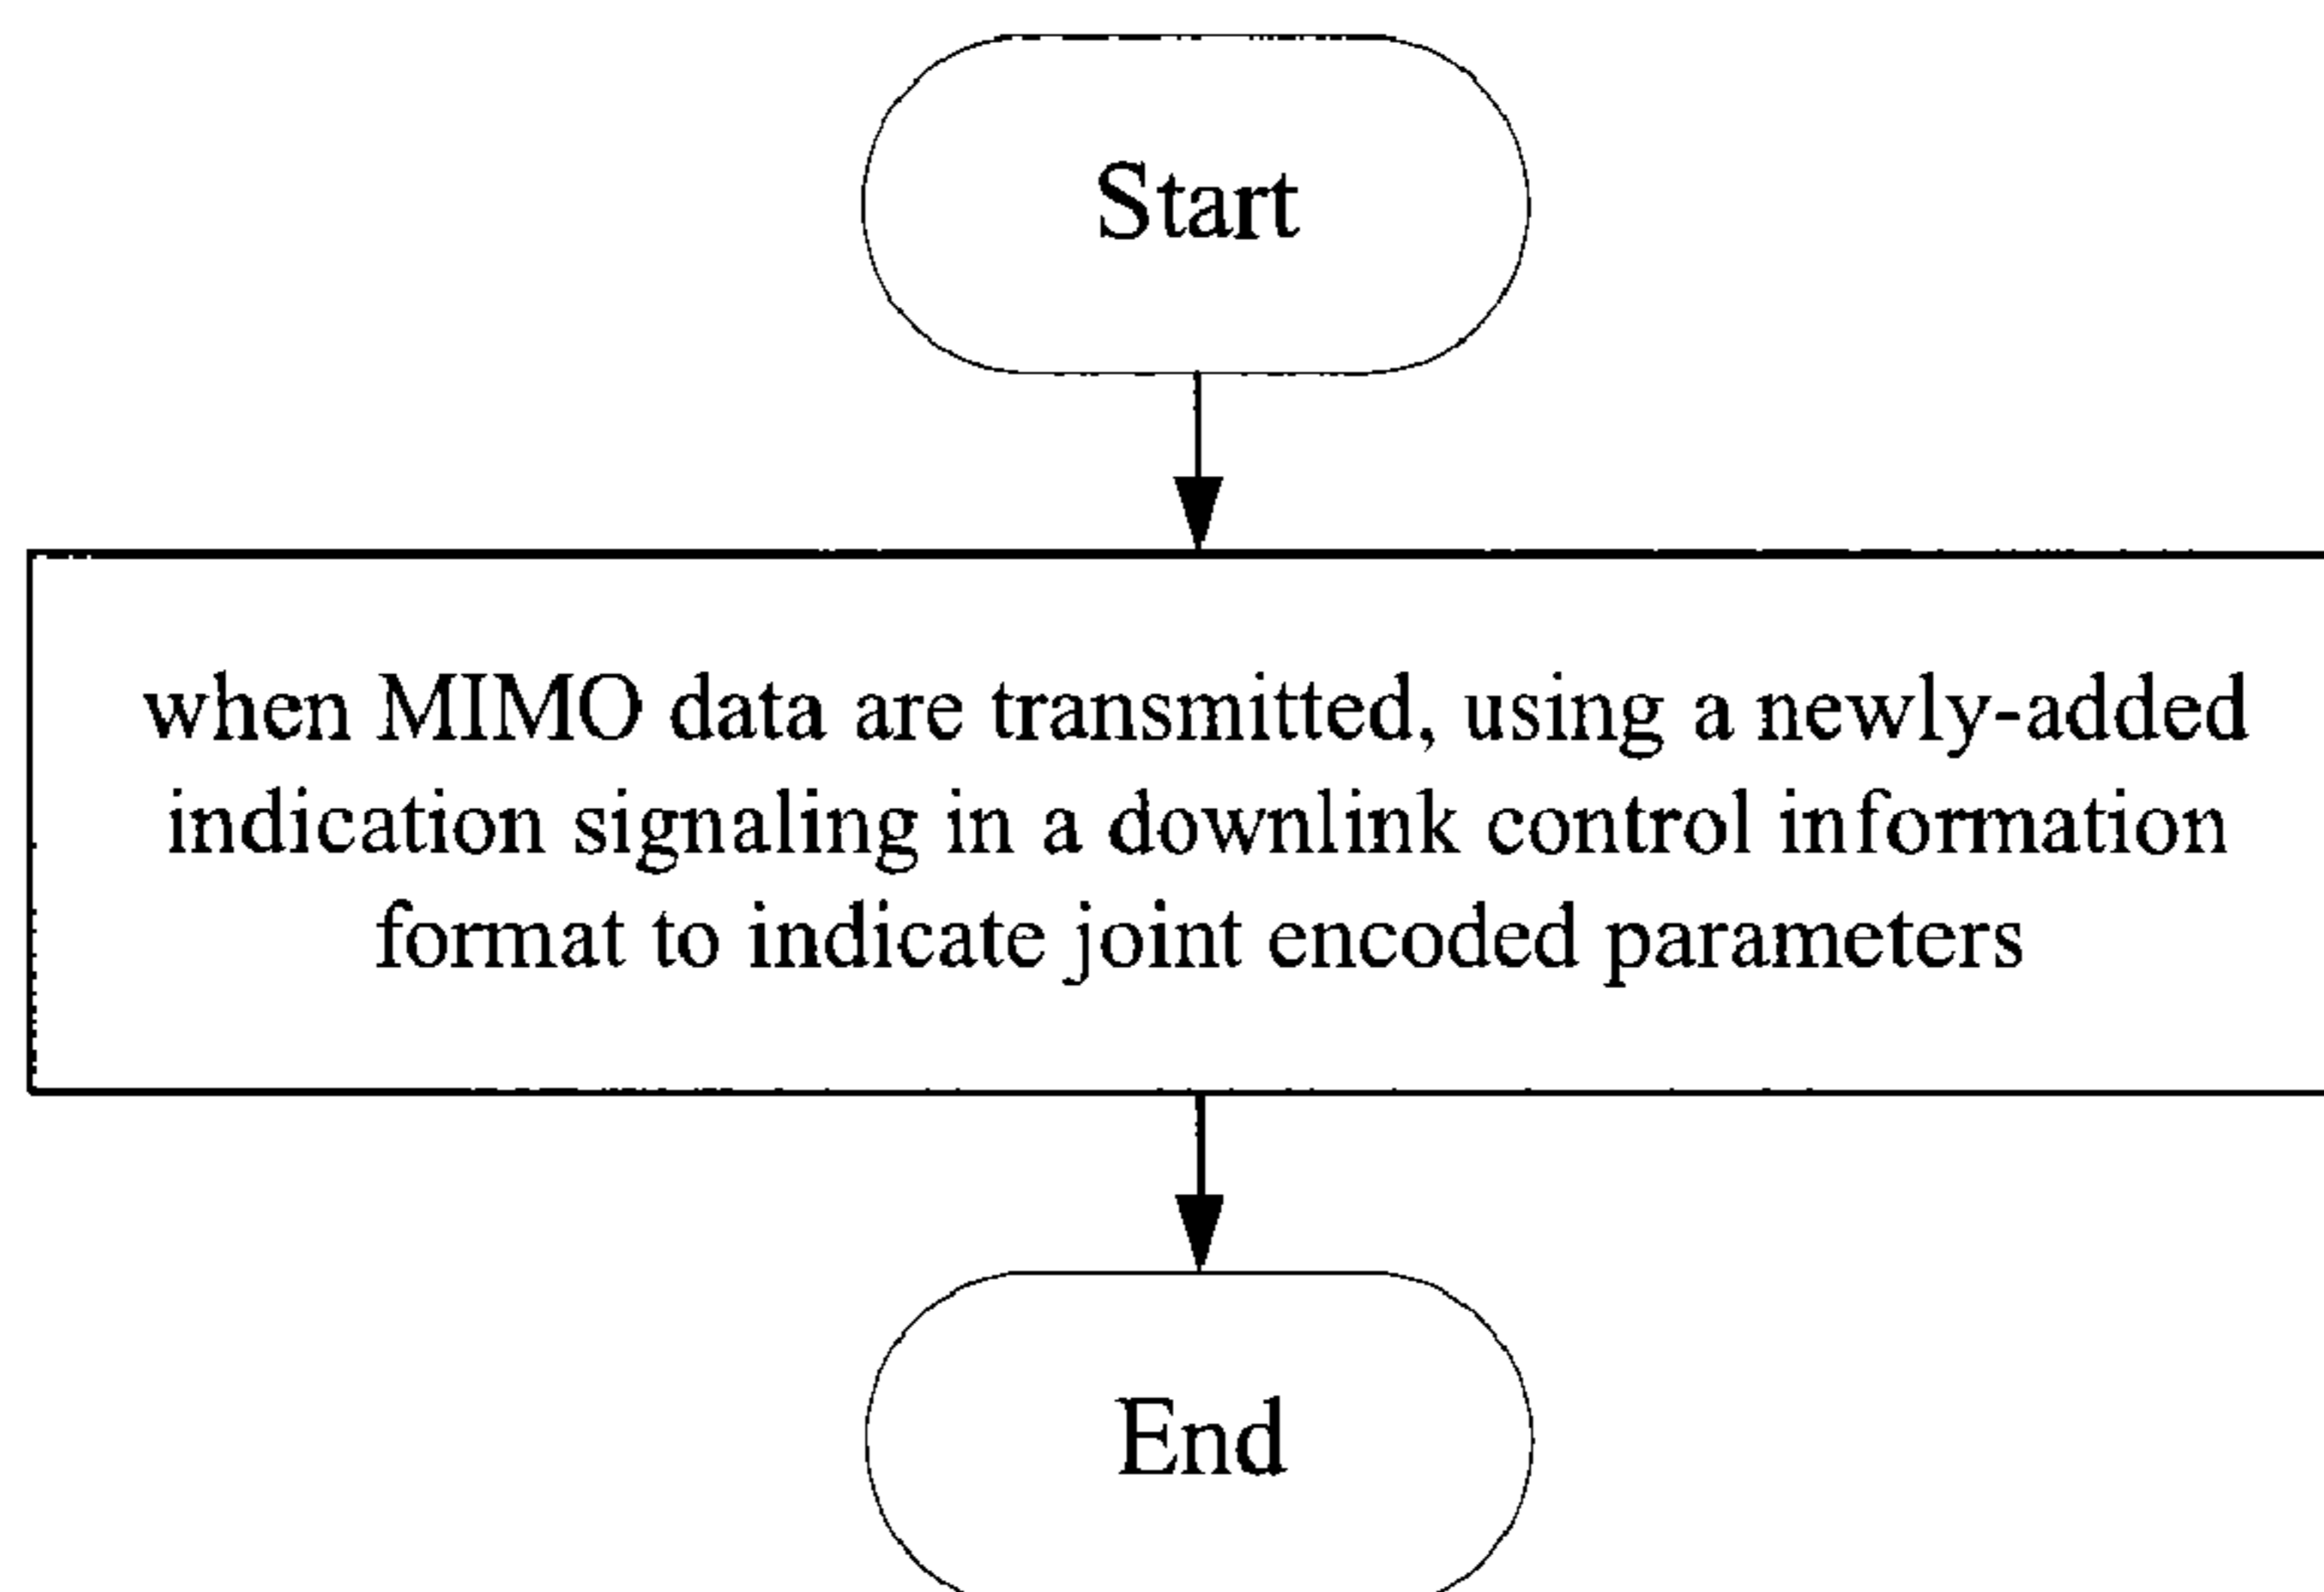 Start
when MIMO data are transmitted, using a newly-added
indication signaling in a downlink control information
format to indicate joint encoded parameters
End